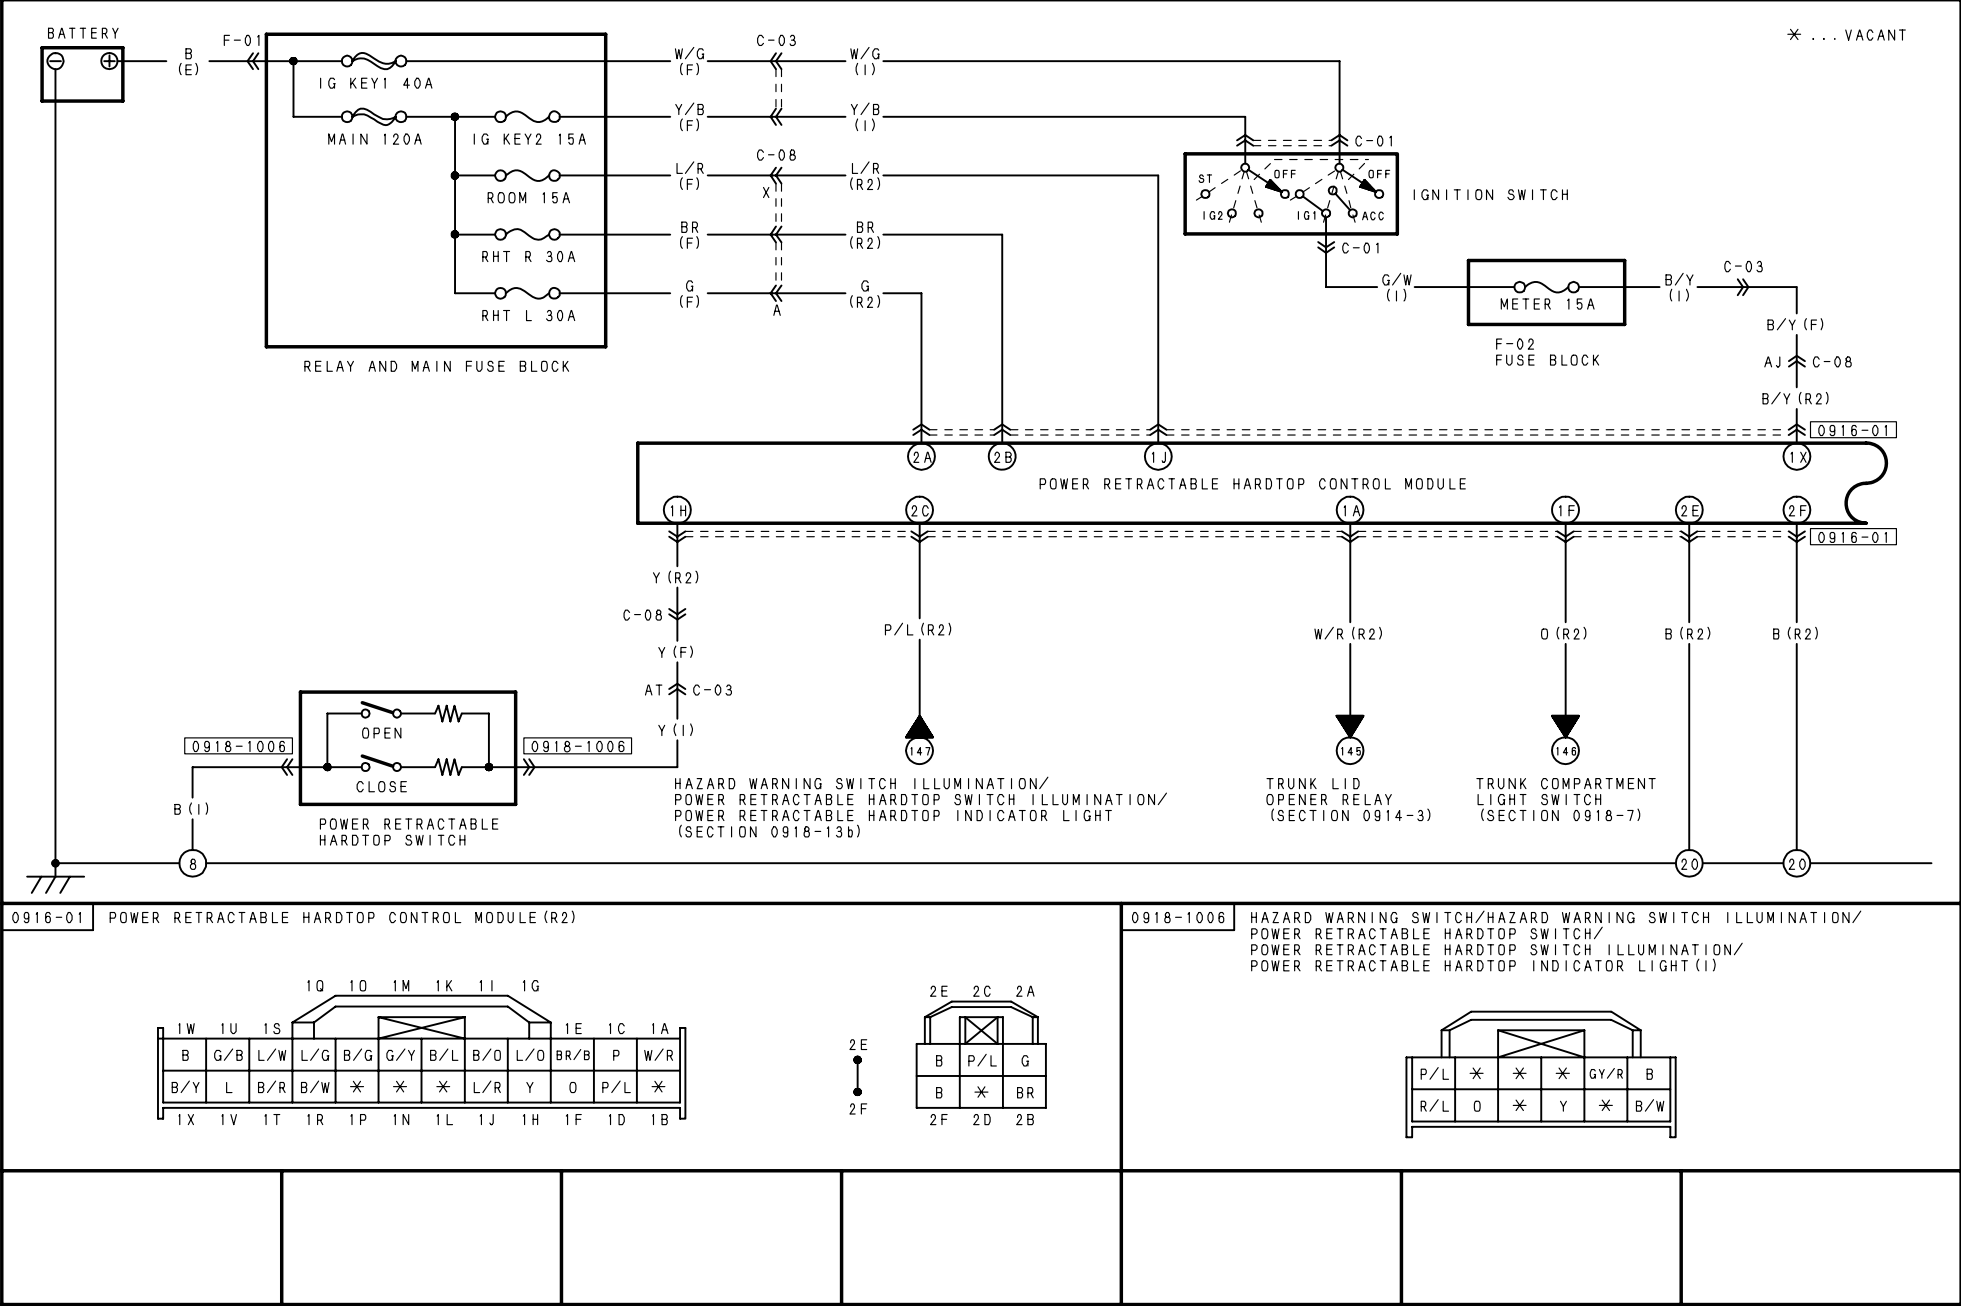 BATTERY
B
(E)
F-01
W/G
(F)
C-03
W/G
(I)
* ... VACANT
IG KEY1 40A
Y/B
(F)
Y/B
(I)
MAIN 120A
IG KEY2 15A
C-01
C-08
L/R
(F)
X
L/R
(R2)
ROOM 15A
ST
OFF
OFF
IG2
IG1
ACC
IGNITION SWITCH
BR
(F)
BR
(R2)
RHT R 30A
C-01
G
(F)
A
G
(R2)
RHT L 30A
G/W
(I)
METER 15A
B/Y
(I)
C-03
F-02
FUSE BLOCK
B/Y(F)
RELAY AND MAIN FUSE BLOCK
AJ
C-08
B/Y(R2)
0916-01
2A
2B
1J
1X
POWER RETRACTABLE HARDTOP CONTROL MODULE
1H
2C
1A
1F
2E
2F
0916-01
Y(R2)
C-08
Y(F)
P/L(R2)
W/R(R2)
O(R2)
B(R2)
B(R2)
AT
C-03
Y(I)
OPEN
0918-1006
0918-1006
CLOSE
147
145
146
B(I)
POWER RETRACTABLE
HARDTOP SWITCH
HAZARD WARNING SWITCH ILLUMINATION/
POWER RETRACTABLE HARDTOP SWITCH ILLUMINATION/
POWER RETRACTABLE HARDTOP INDICATOR LIGHT
(SECTION 0918-13b)
TRUNK LID
OPENER RELAY
(SECTION 0914-3)
TRUNK COMPARTMENT
LIGHT SWITCH
(SECTION 0918-7)
8
20
20
0916-01
POWER RETRACTABLE HARDTOP CONTROL MODULE(R2)
1Q 1O 1M 1K 1I 1G
1W 1U 1S 1E 1C 1A
B G/B L/W L/G B/G G/Y B/L B/O L/O BR/B P W/R
B/Y L B/R B/W * * * L/R Y O P/L *
1X 1V 1T 1R 1P 1N 1L 1J 1H 1F 1D 1B
2E
2F
2E 2C 2A
B P/L G
B * BR
2F 2D 2B
0918-1006
HAZARD WARNING SWITCH/HAZARD WARNING SWITCH ILLUMINATION/
POWER RETRACTABLE HARDTOP SWITCH/
POWER RETRACTABLE HARDTOP SWITCH ILLUMINATION/
POWER RETRACTABLE HARDTOP INDICATOR LIGHT(I)
P/L * * * GY/R B
R/L O * Y * B/W